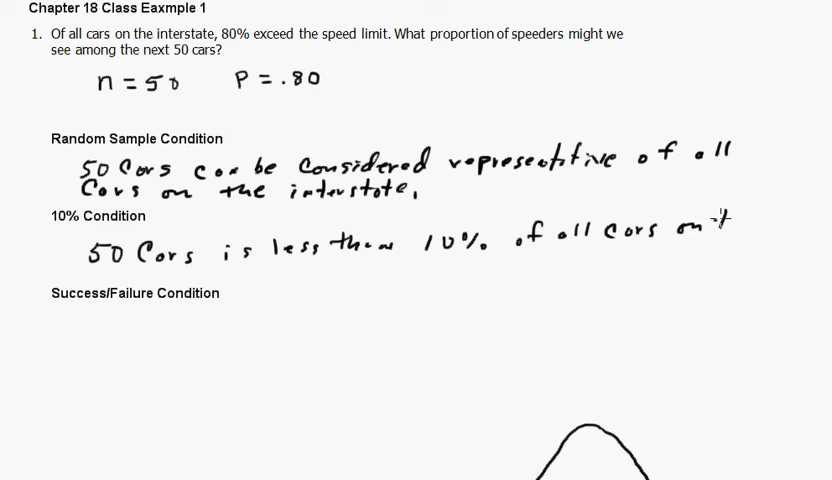 Chapter 18 Class Eaxmple 1
1. Of all cars on the interstate, 80% exceed the speed limit. What proportion of speeders might we
see among the next 50 cars?
n = 50 P = .80
Random Sample Condition
50 Cars can be Considered representitive of all
Cars on the interstate.
10% Condition
50 Cars is less than 10% of all Cars on t
Success/Failure Condition